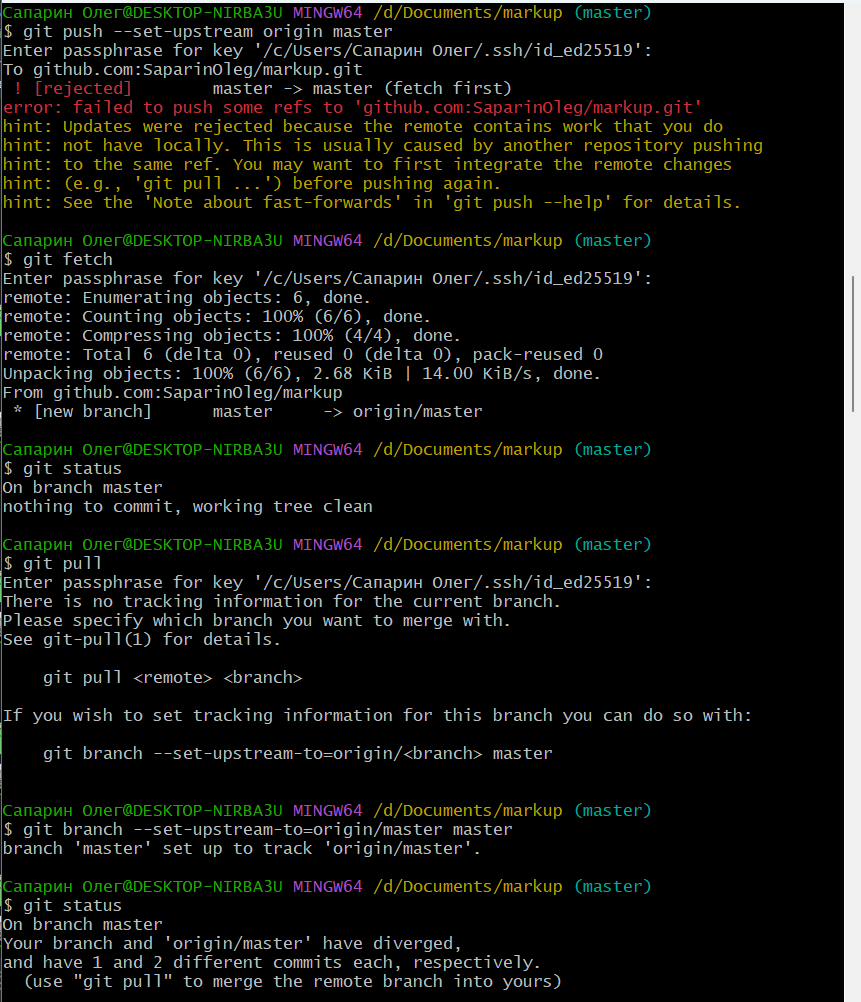 Сапарин Олег@DESKTOP-NIRBA3U MINGW64 /d/Documents/markup (master)
$ git push --set-upstream origin master
Enter passphrase for key '/c/Users/Сапарин Олег/.ssh/id_ed25519':
To github.com:SaparinOleg/markup.git
 ! [rejected]        master -> master (fetch first)
error: failed to push some refs to 'github.com:SaparinOleg/markup.git'
hint: Updates were rejected because the remote contains work that you do
hint: not have locally. This is usually caused by another repository pushing
hint: to the same ref. You may want to first integrate the remote changes
hint: (e.g., 'git pull ...') before pushing again.
hint: See the 'Note about fast-forwards' in 'git push --help' for details.
Сапарин Олег@DESKTOP-NIRBA3U MINGW64 /d/Documents/markup (master)
$ git fetch
Enter passphrase for key '/c/Users/Сапарин Олег/.ssh/id_ed25519':
remote: Enumerating objects: 6, done.
remote: Counting objects: 100% (6/6), done.
remote: Compressing objects: 100% (4/4), done.
remote: Total 6 (delta 0), reused 0 (delta 0), pack-reused 0
Unpacking objects: 100% (6/6), 2.68 KiB | 14.00 KiB/s, done.
From github.com:SaparinOleg/markup
 * [new branch]      master     -> origin/master
Сапарин Олег@DESKTOP-NIRBA3U MINGW64 /d/Documents/markup (master)
$ git status
On branch master
nothing to commit, working tree clean
Сапарин Олег@DESKTOP-NIRBA3U MINGW64 /d/Documents/markup (master)
$ git pull
Enter passphrase for key '/c/Users/Сапарин Олег/.ssh/id_ed25519':
There is no tracking information for the current branch.
Please specify which branch you want to merge with.
See git-pull(1) for details.
    git pull <remote> <branch>
If you wish to set tracking information for this branch you can do so with:
    git branch --set-upstream-to=origin/<branch> master
Сапарин Олег@DESKTOP-NIRBA3U MINGW64 /d/Documents/markup (master)
$ git branch --set-upstream-to=origin/master master
branch 'master' set up to track 'origin/master'.
Сапарин Олег@DESKTOP-NIRBA3U MINGW64 /d/Documents/markup (master)
$ git status
On branch master
Your branch and 'origin/master' have diverged,
and have 1 and 2 different commits each, respectively.
  (use "git pull" to merge the remote branch into yours)